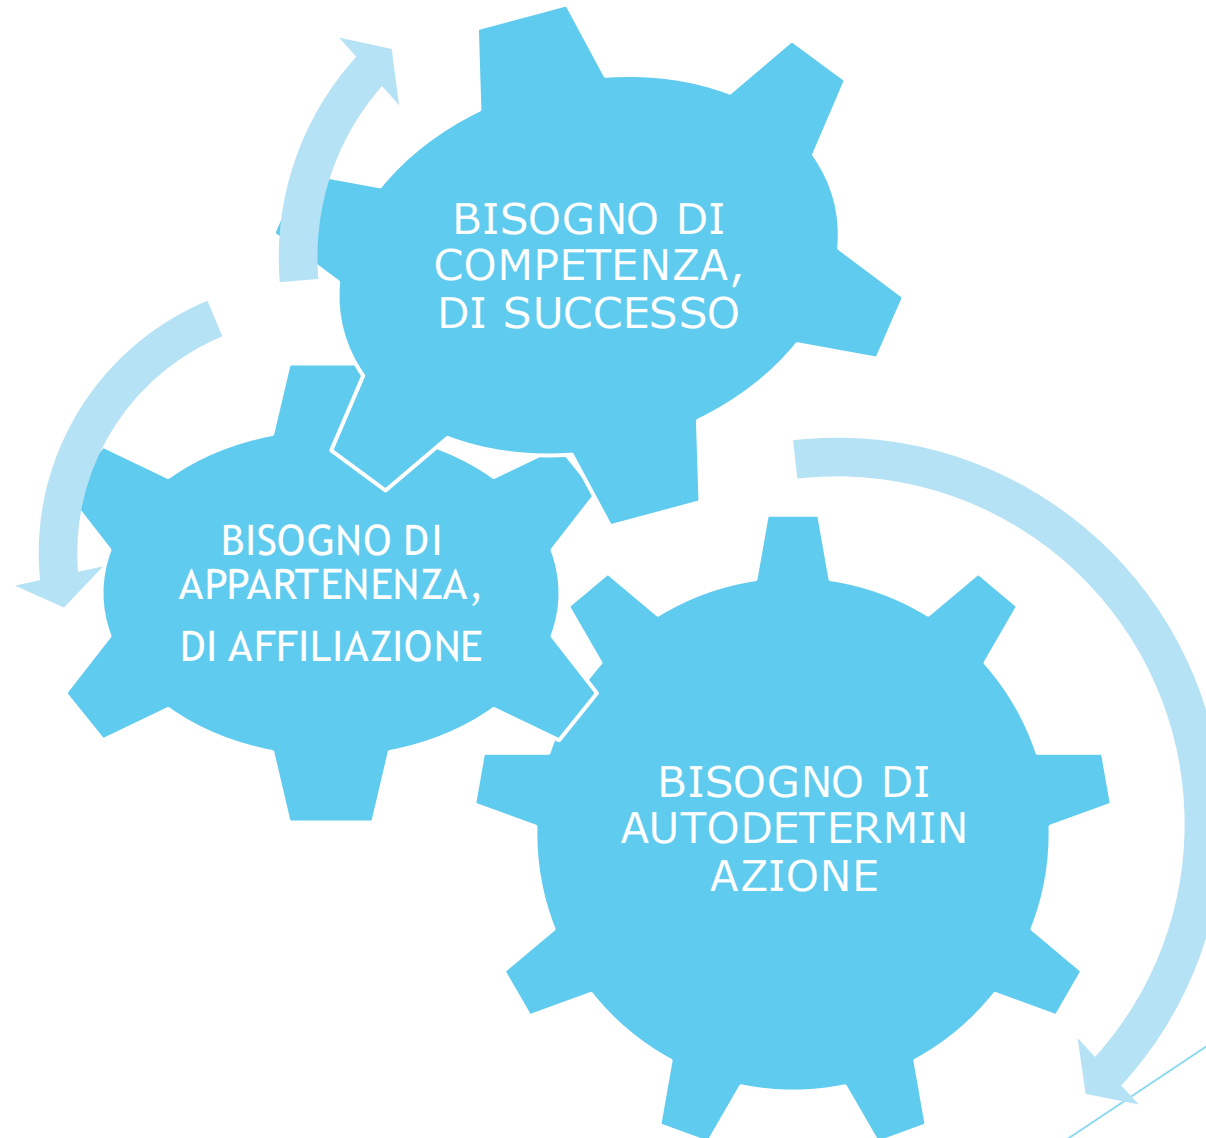 BISOGNO DI
COMPETENZA,
DI SUCCESSO
BISOGNO DI
APPARTENENZA,
DI AFFILIAZIONE
BISOGNO DI
AUTODETERMIN
AZIONE